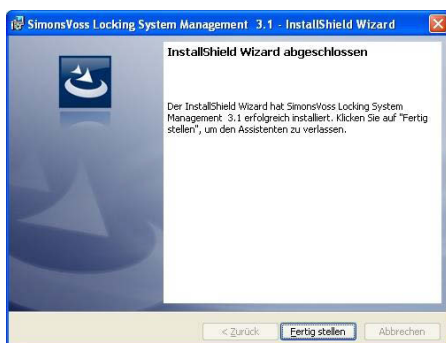 SimonsVoss Locking System Management 3.1 - InstallShield Wizard
InstallShield Wizard abgeschlossen
Der InstallShield Wizard hat SimonsVoss Locking System
Management 3.1 erfolgreich installiert. Klicken Sie auf "Fertig
stellen", um den Assistenten zu verlassen.
< Zurück Fertig stellen Abbrechen